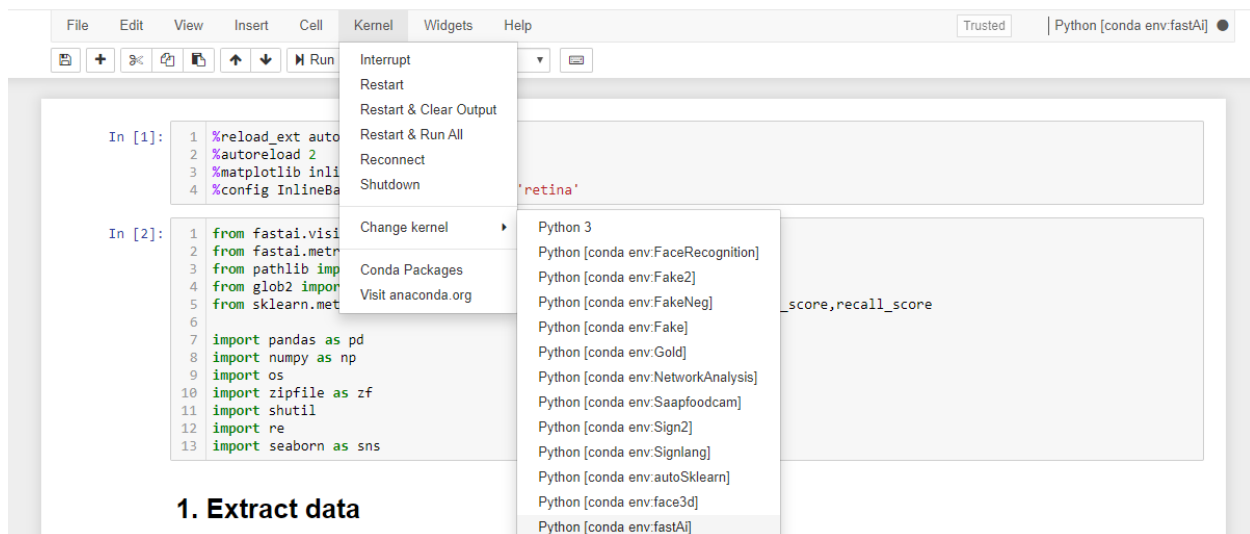 File Edit View Insert Cell Kernel Widgets Help Trusted Python [conda env:fastAi]
Run
Interrupt
Restart
Restart & Clear Output
Restart & Run All
Reconnect
Shutdown
Change kernel
Conda Packages
Visit anaconda.org
Python 3
Python [conda env:FaceRecognition]
Python [conda env:Fake2]
Python [conda env:FakeNeg]
Python [conda env:Fake]
Python [conda env:Gold]
Python [conda env:NetworkAnalysis]
Python [conda env:Saapfoodcam]
Python [conda env:Sign2]
Python [conda env:Signlang]
Python [conda env:autoSklearn]
Python [conda env:face3d]
Python [conda env:fastAi]
In [1]:
1 %reload_ext auto
2 %autoreload 2
3 %matplotlib inli
4 %config InlineBa 'retina'
In [2]:
1 from fastai.visi
2 from fastai.metr
3 from pathlib imp
4 from glob2 impor
5 from sklearn.met _score,recall_score
6
7 import pandas as pd
8 import numpy as np
9 import os
10 import zipfile as zf
11 import shutil
12 import re
13 import seaborn as sns
1. Extract data